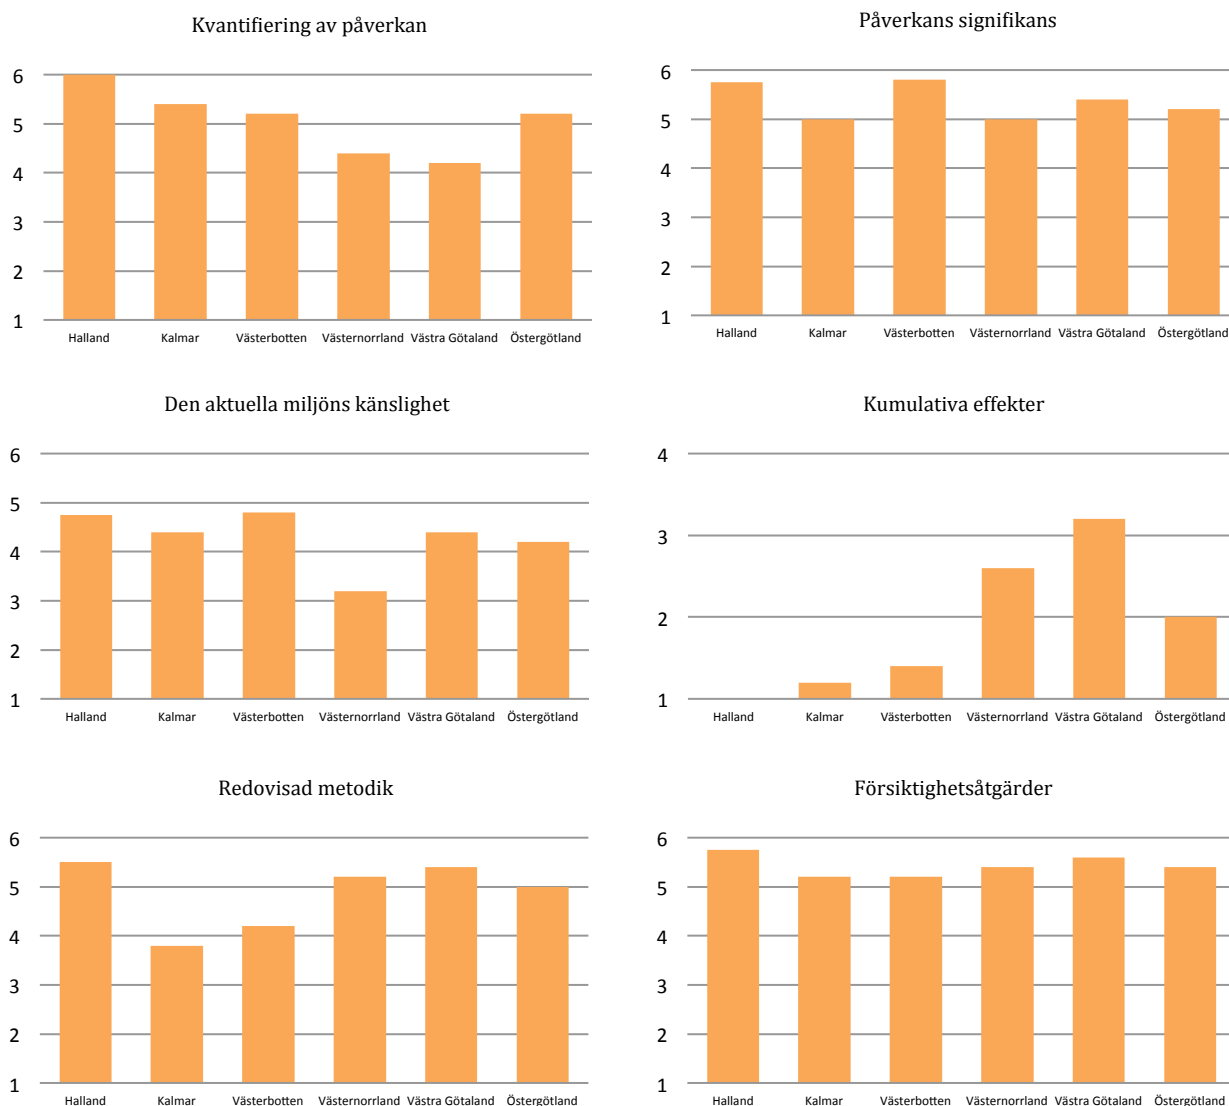 Kvantifiering av påverkan
6
5
4
3
2
1
Halland Kalmar Västerbotten Västernorrland Västra Götaland Östergötland
Påverkans signifikans
6
5
4
3
2
1
Halland Kalmar Västerbotten Västernorrland Västra Götaland Östergötland
Den aktuella miljöns känslighet
6
5
4
3
2
1
Halland Kalmar Västerbotten Västernorrland Västra Götaland Östergötland
Kumulativa effekter
4
3
2
1
Halland Kalmar Västerbotten Västernorrland Västra Götaland Östergötland
Redovisad metodik
6
5
4
3
2
1
Halland Kalmar Västerbotten Västernorrland Västra Götaland Östergötland
Försiktighetsåtgärder
6
5
4
3
2
1
Halland Kalmar Västerbotten Västernorrland Västra Götaland Östergötland